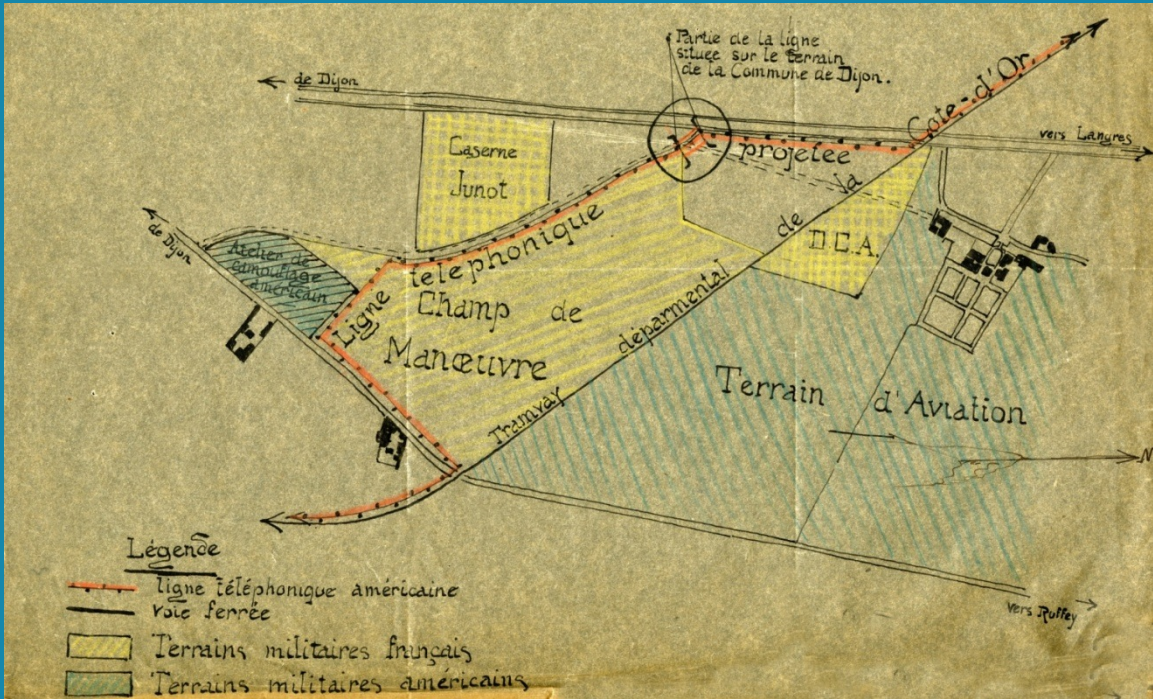 Partie de la ligne
située sur le terrain
de la Commune de Dijon.
de Dijon
Côte-d'Or.
vers Langres
Caserne
Junot
projetée
la
de
D.C.A.
de Dijon
Atelier de
camouflage
américain
Ligne téléphonique
Champ de
Manœuvre
Tramway déparmental
Terrain d'Aviation
N
vers Ruffey
Légende
ligne téléphonique américaine
voie ferrée
Terrains militaires français
Terrains militaires américains